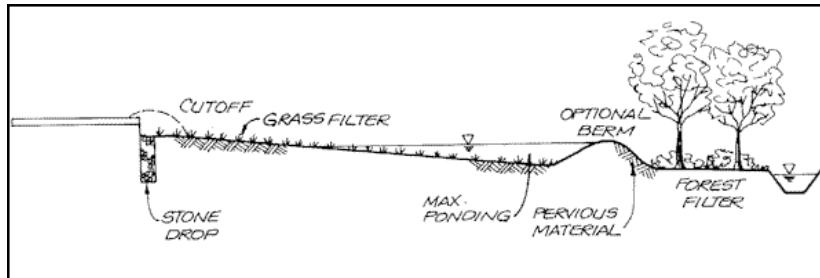 CUTOFF
GRASS FILTER
OPTIONAL
BERM
STONE
DROP
MAX.
PONDING
PERVIOUS
MATERIAL
FOREST
FILTER